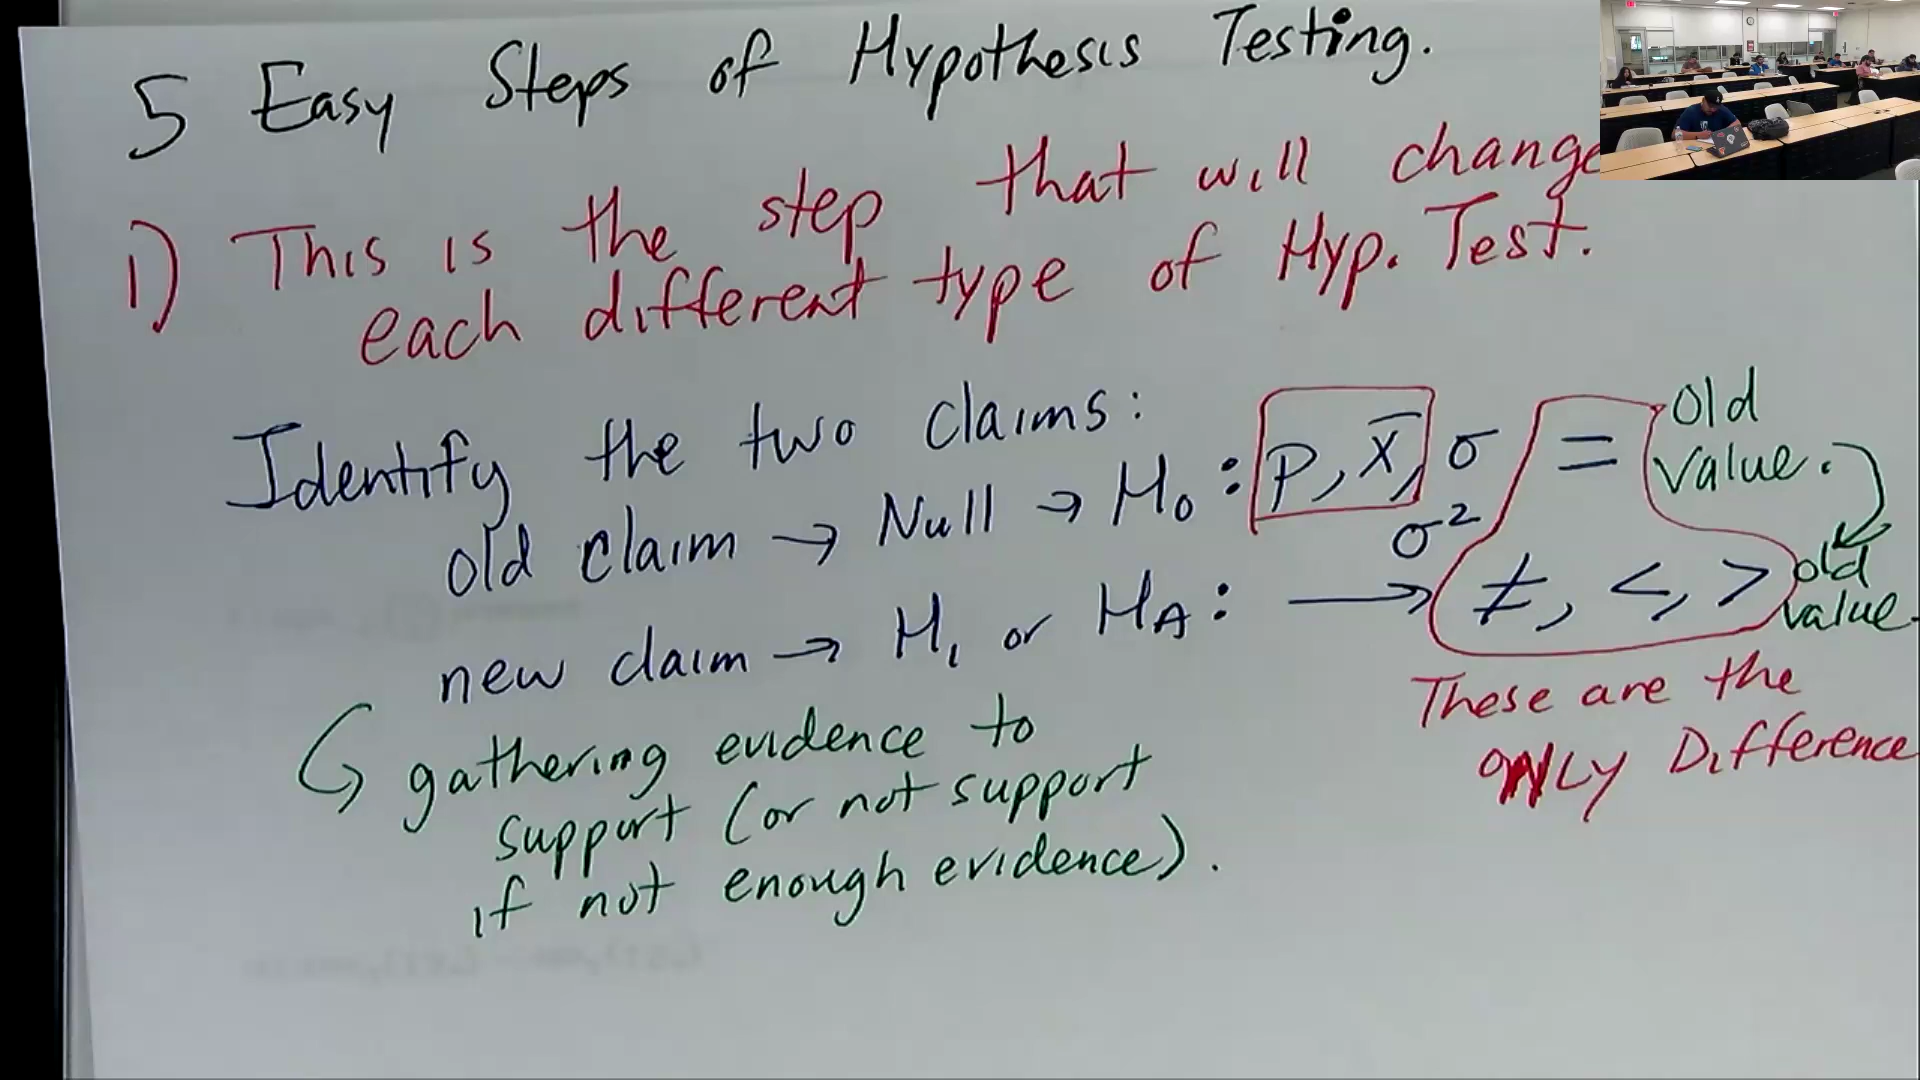 5 Easy Steps of Hypothesis Testing.
1) This is the step that will change
each different type of Hyp. Test.
Identify the two claims:
old claim → Null → H₀ : p, x̄, σ = old value.
σ²
new claim → H₁ or H_A : → ≠, <, > old value.
↳ gathering evidence to
support (or not support
if not enough evidence).
These are the
ONLY Difference